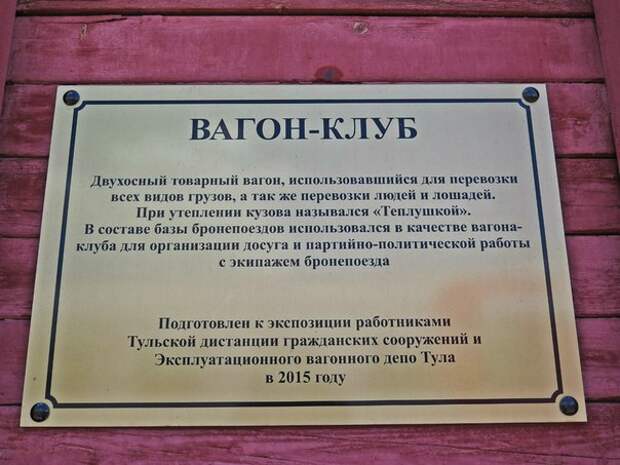 ВАГОН-КЛУБ
Двухосный товарный вагон, использовавшийся для перевозки
всех видов грузов, а так же перевозки людей и лошадей.
При утеплении кузова назывался «Теплушкой».
В составе базы бронепоездов использовался в качестве вагона-
клуба для организации досуга и партийно-политической работы
с экипажем бронепоезда
Подготовлен к экспозиции работниками
Тульской дистанции гражданских сооружений и
Эксплуатационного вагонного депо Тула
в 2015 году